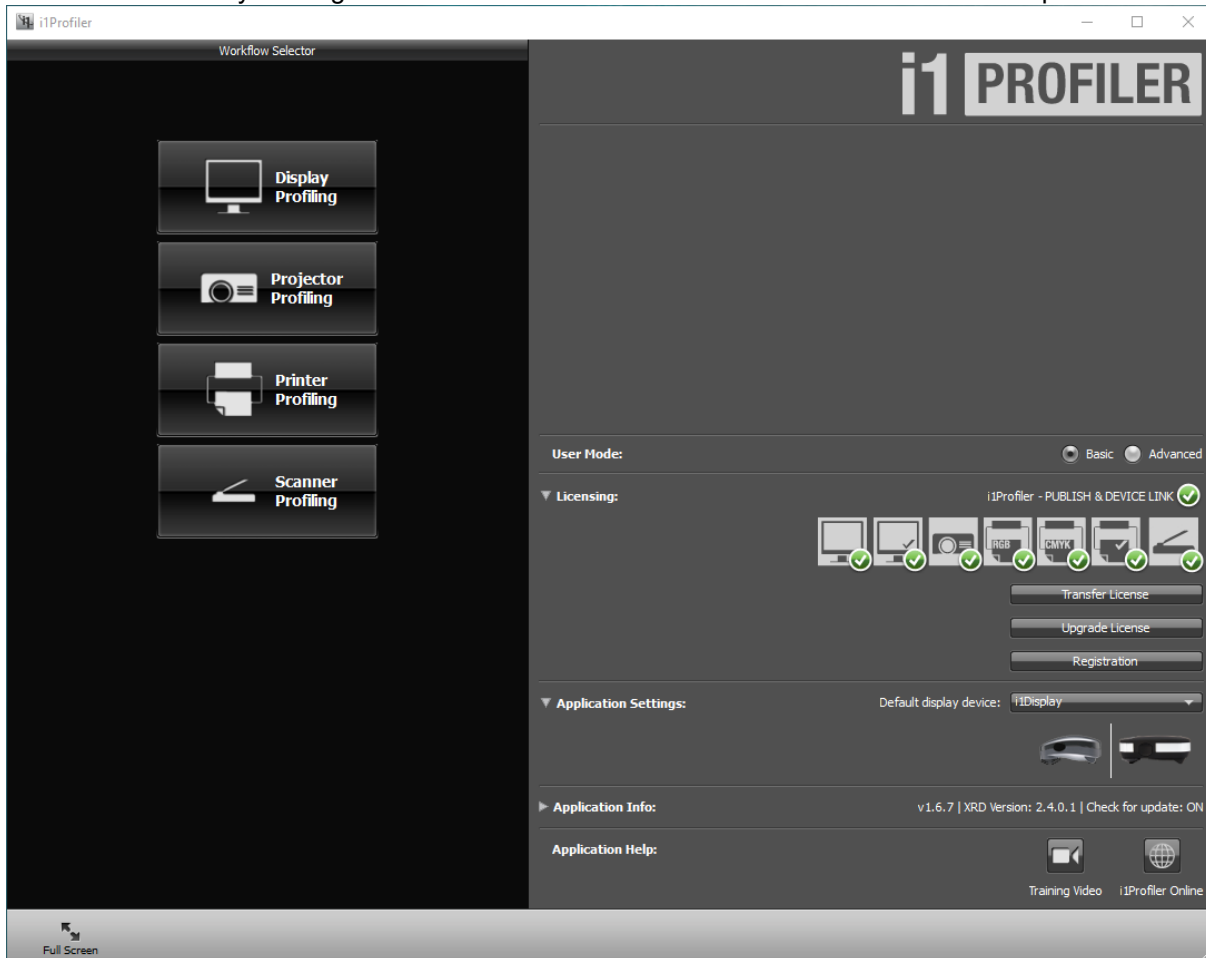 i1Profiler
Workflow Selector
i1 PROFILER
Display
Profiling
Projector
Profiling
Printer
Profiling
Scanner
Profiling
User Mode:
Basic
Advanced
Licensing:
i1Profiler - PUBLISH & DEVICE LINK
RGB
CMYK
Transfer License
Upgrade License
Registration
Application Settings:
Default display device:
i1Display
Application Info:
v1.6.7 | XRD Version: 2.4.0.1 | Check for update: ON
Application Help:
Training Video
i1Profiler Online
Full Screen